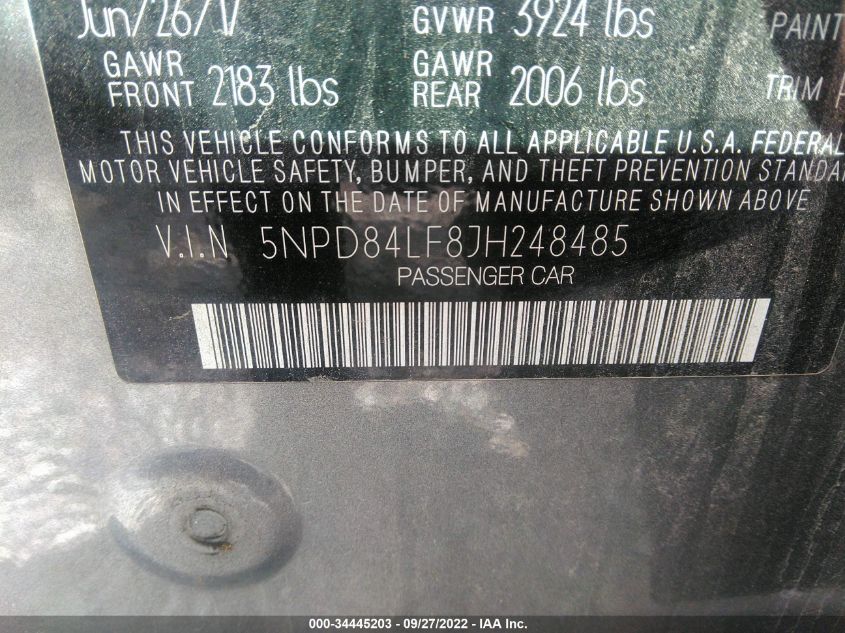 Jun/26/17 GVWR 3924 lbs PAINT
GAWR FRONT 2183 lbs GAWR REAR 2006 lbs TRIM
THIS VEHICLE CONFORMS TO ALL APPLICABLE U.S.A. FEDERAL
MOTOR VEHICLE SAFETY, BUMPER, AND THEFT PREVENTION STANDA
IN EFFECT ON THE DATE OF MANUFACTURE SHOWN ABOVE
V.I.N 5NPD84LF8JH248485
PASSENGER CAR
000-34445203 - 09/27/2022 - IAA Inc.